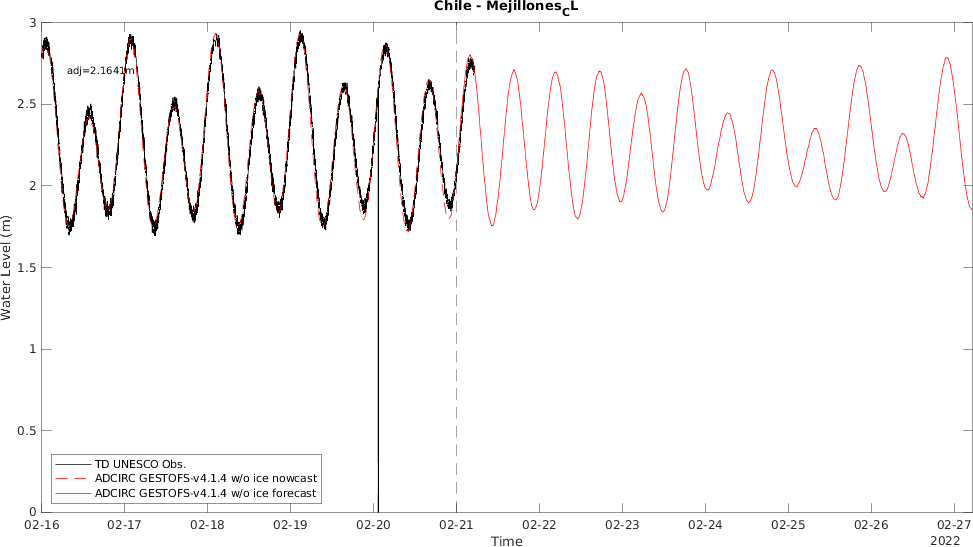 Chile - Mejillones_CL
3
adj=2.1641m
2.5
2
1.5
1
0.5
0
Water Level (m)
TD UNESCO Obs.
ADCIRC GESTOFS-v4.1.4 w/o ice nowcast
ADCIRC GESTOFS-v4.1.4 w/o ice forecast
02-16 02-17 02-18 02-19 02-20 02-21 02-22 02-23 02-24 02-25 02-26 02-27
Time
2022